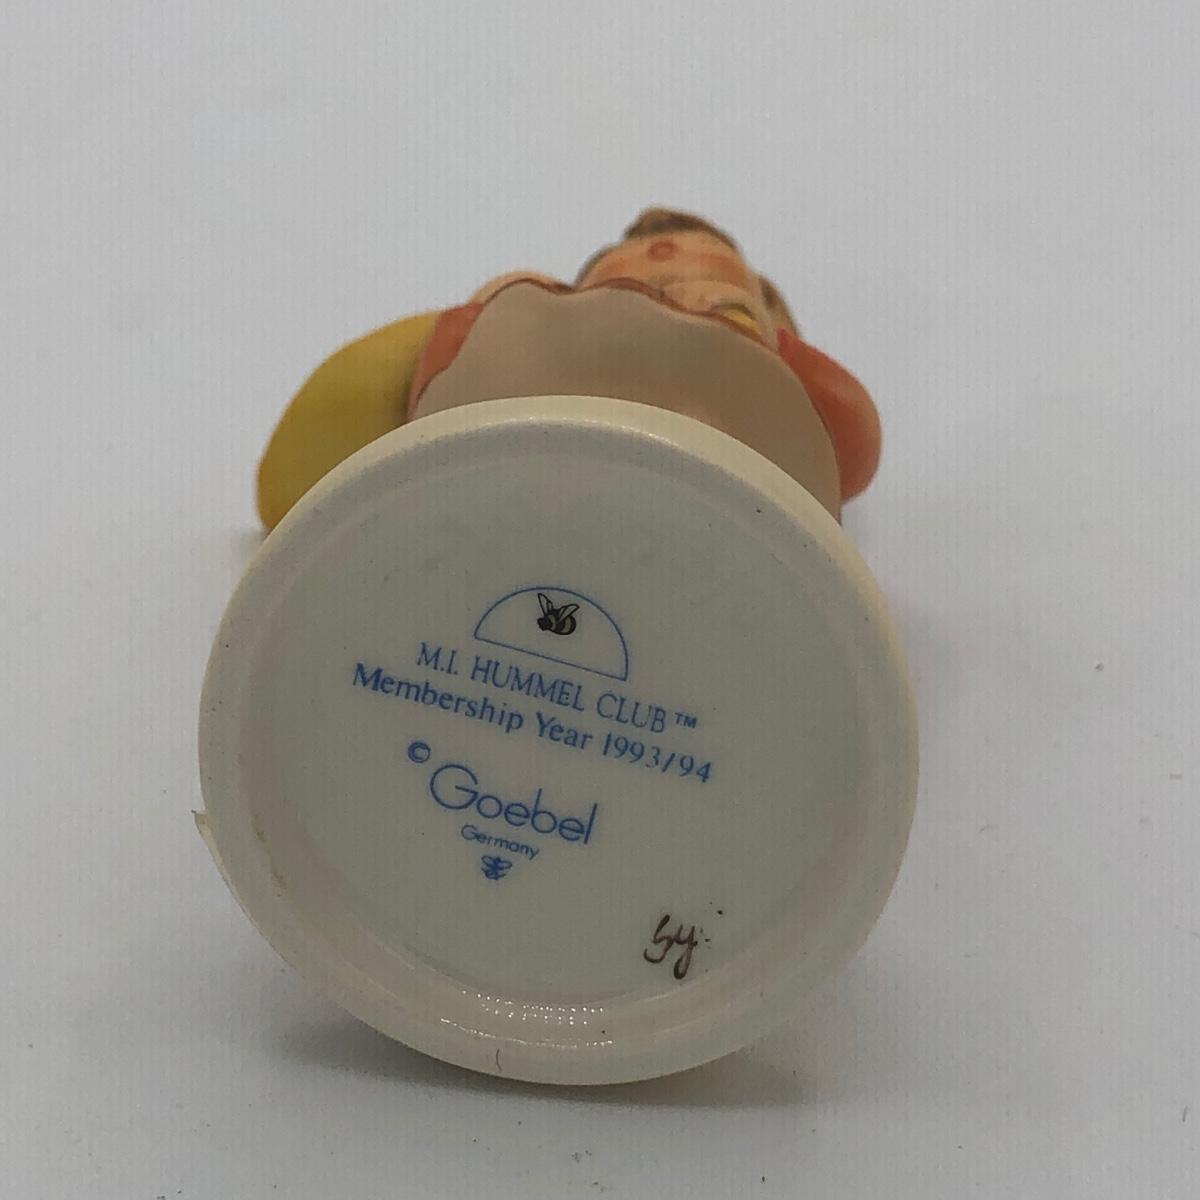 M.I. HUMMEL CLUB™
Membership Year 1993/94
© Goebel
Germany